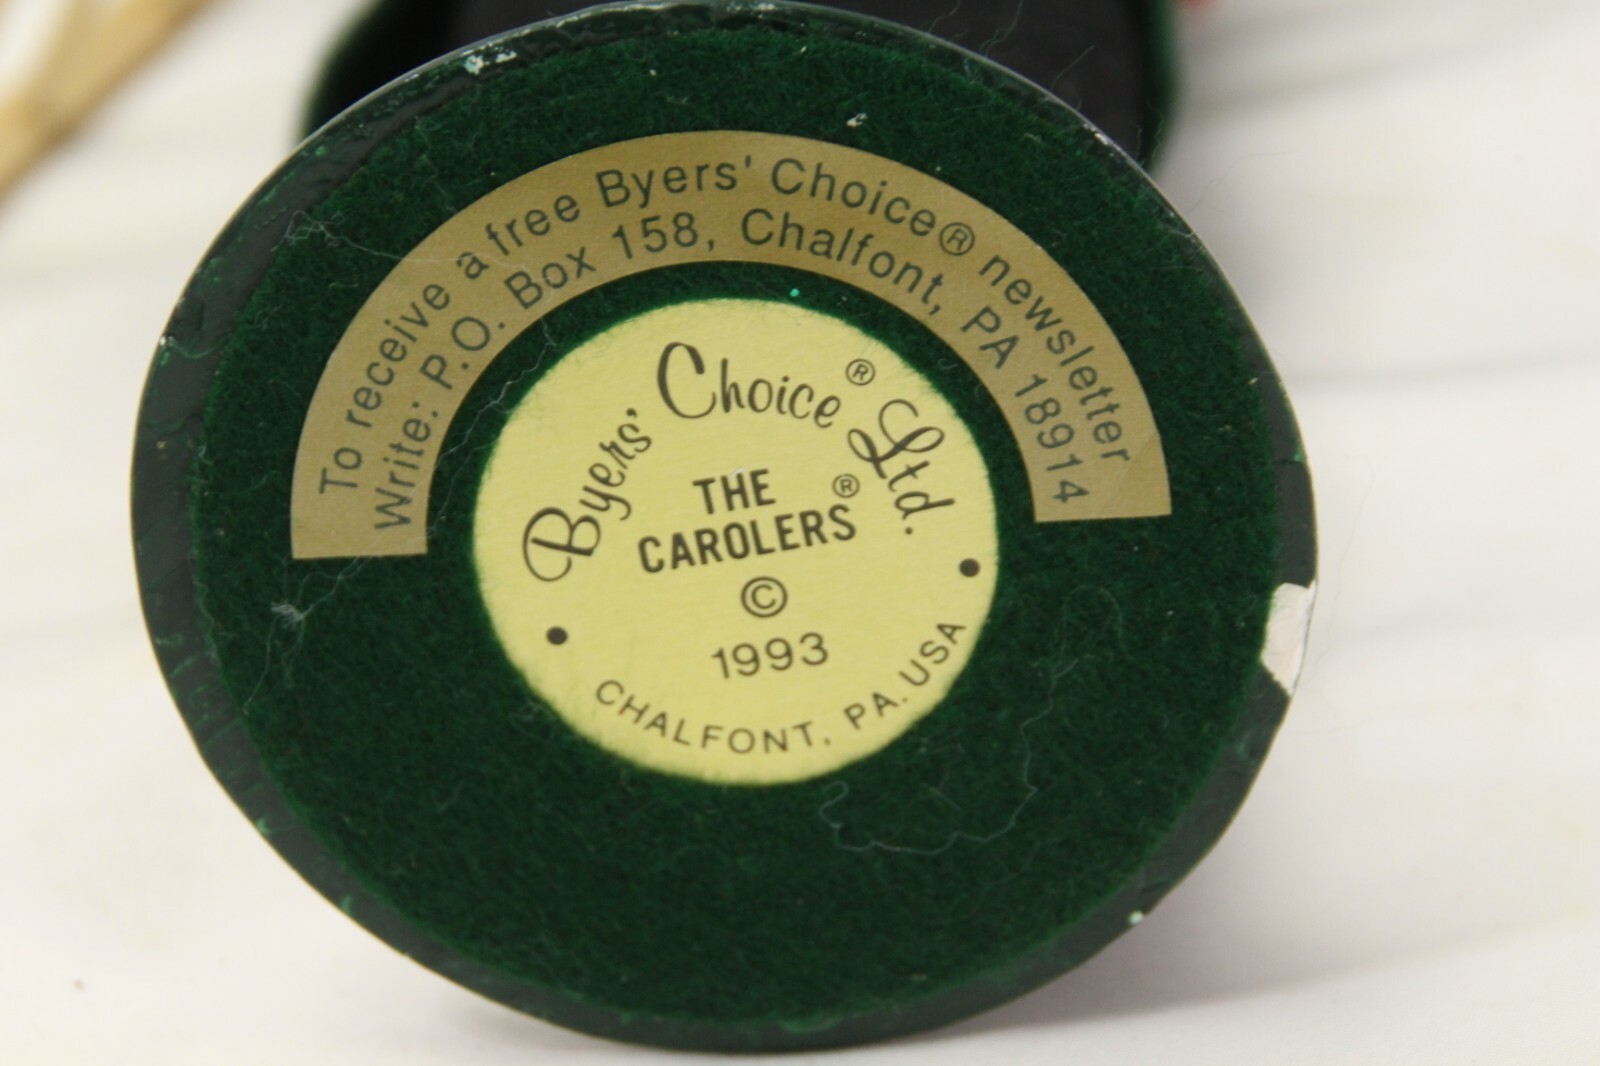 To receive a free Byers' Choice® newsletter
Write: P.O. Box 158, Chalfont, PA 18914
Byers' Choice® Ltd.
THE
CAROLERS®
©
1993
• CHALFONT, PA. USA •